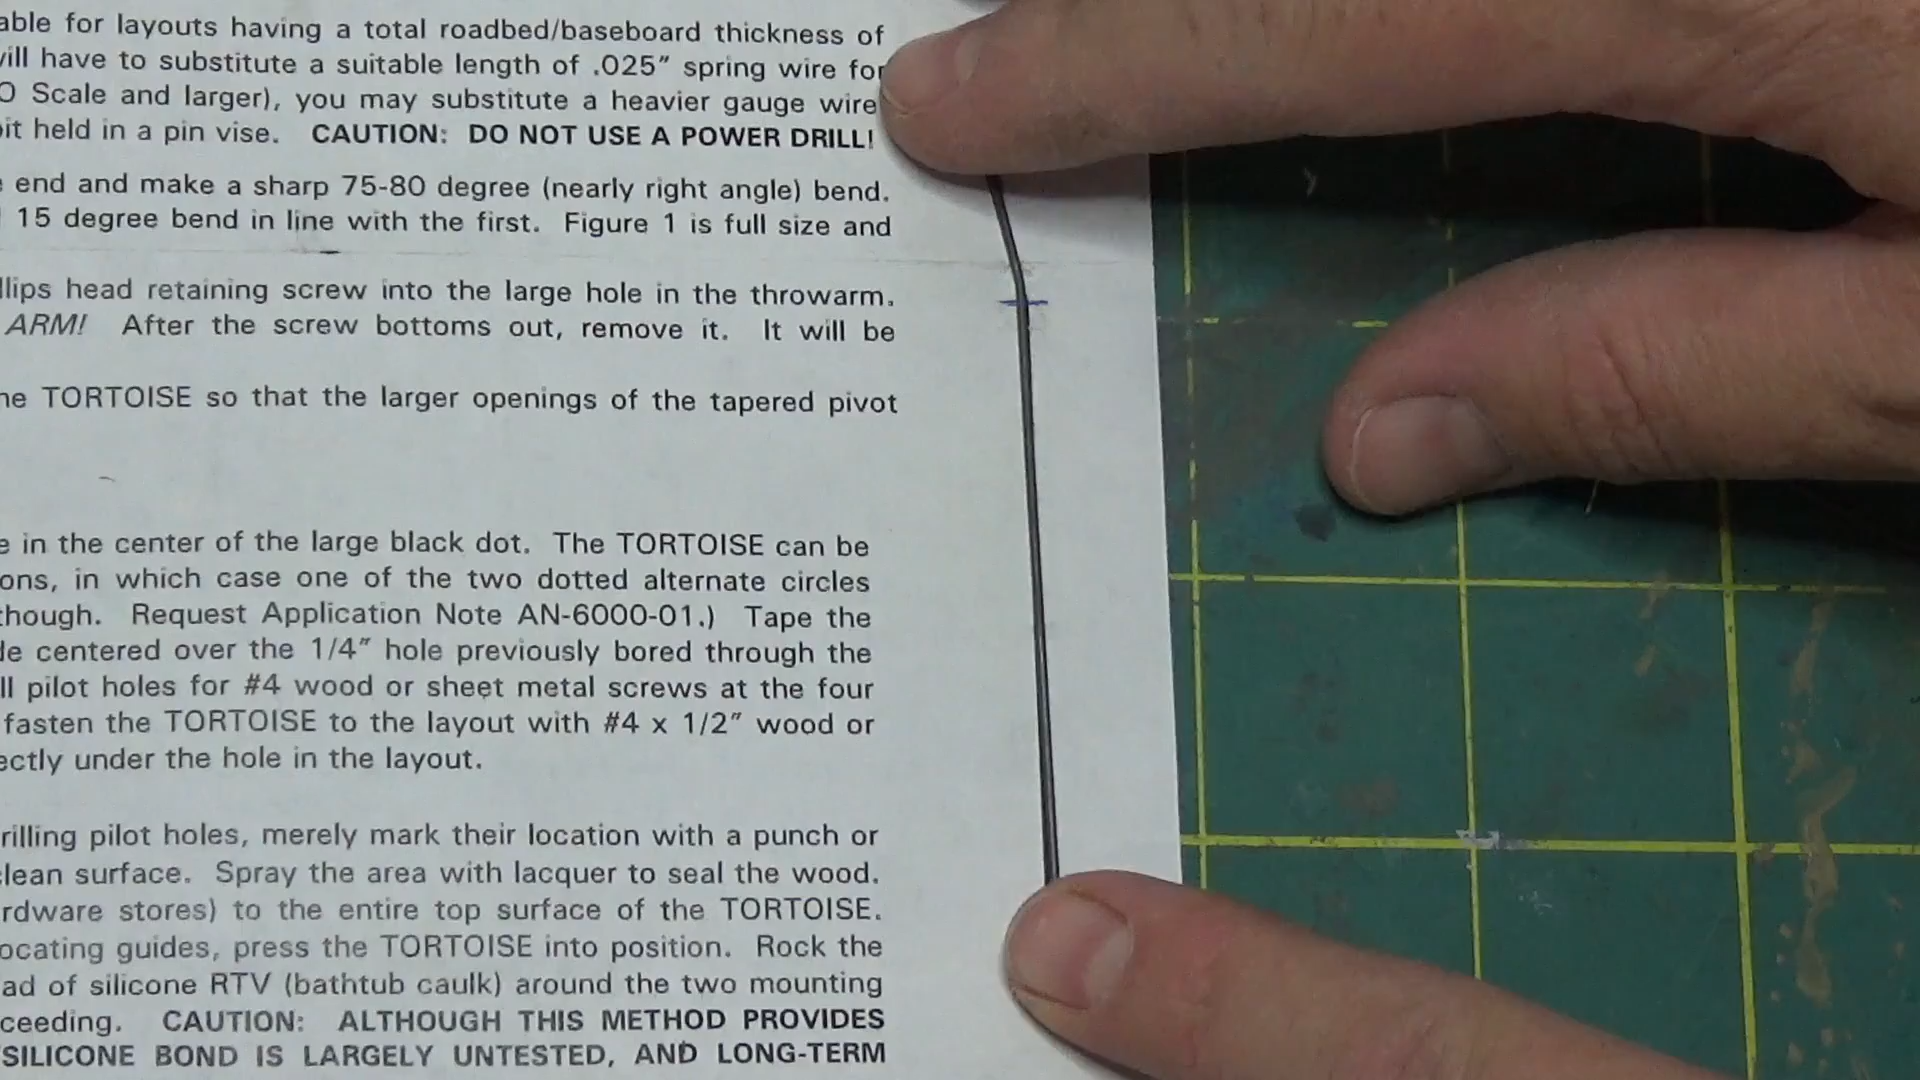 able for layouts having a total roadbed/baseboard thickness of
will have to substitute a suitable length of .025" spring wire for
O Scale and larger), you may substitute a heavier gauge wire
bit held in a pin vise. CAUTION: DO NOT USE A POWER DRILL!
end and make a sharp 75-80 degree (nearly right angle) bend.
15 degree bend in line with the first. Figure 1 is full size and
llips head retaining screw into the large hole in the throwarm.
ARM! After the screw bottoms out, remove it. It will be
he TORTOISE so that the larger openings of the tapered pivot
e in the center of the large black dot. The TORTOISE can be
ons, in which case one of the two dotted alternate circles
though. Request Application Note AN-6000-01.) Tape the
de centered over the 1/4" hole previously bored through the
ll pilot holes for #4 wood or sheet metal screws at the four
fasten the TORTOISE to the layout with #4 x 1/2" wood or
ectly under the hole in the layout.
rilling pilot holes, merely mark their location with a punch or
clean surface. Spray the area with lacquer to seal the wood.
rdware stores) to the entire top surface of the TORTOISE.
ocating guides, press the TORTOISE into position. Rock the
ad of silicone RTV (bathtub caulk) around the two mounting
ceeding. CAUTION: ALTHOUGH THIS METHOD PROVIDES
SILICONE BOND IS LARGELY UNTESTED, AND LONG-TERM